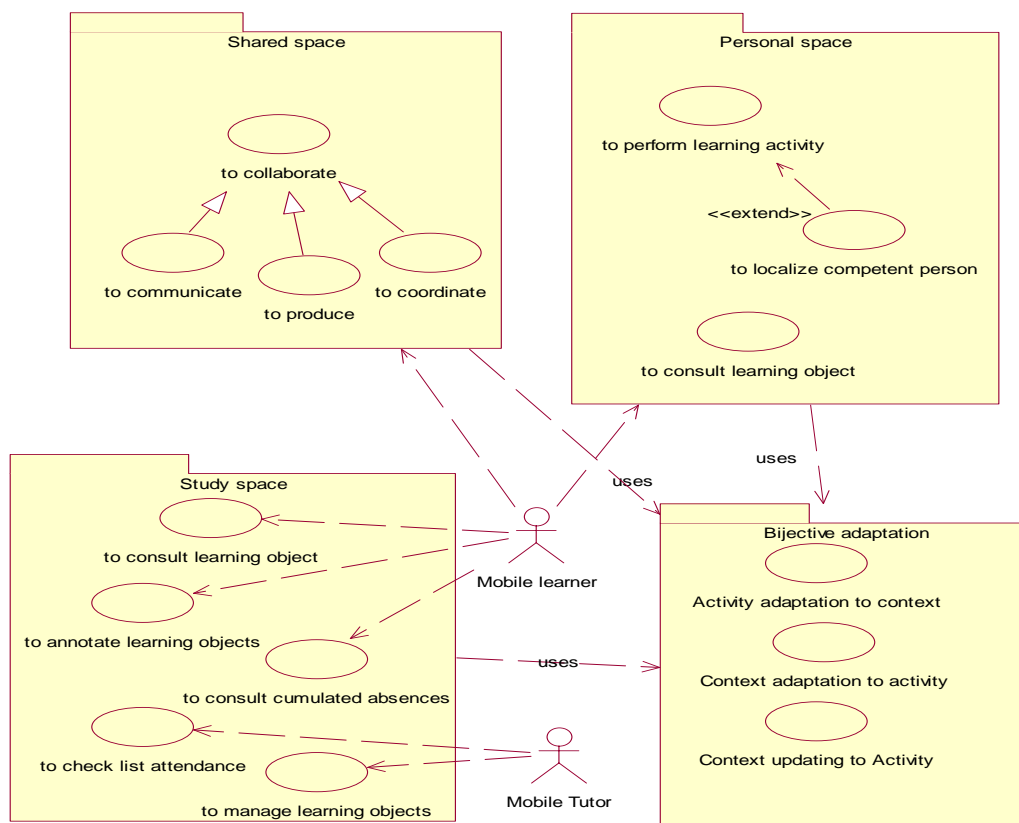 Shared space
to collaborate
to communicate
to produce
to coordinate
Personal space
to perform learning activity
<<extend>>
to localize competent person
to consult learning object
uses
uses
Study space
to consult learning object
to annotate learning objects
to consult cumulated absences
to check list attendance
to manage learning objects
Mobile learner
uses
Mobile Tutor
Bijective adaptation
Activity adaptation to context
Context adaptation to activity
Context updating to Activity